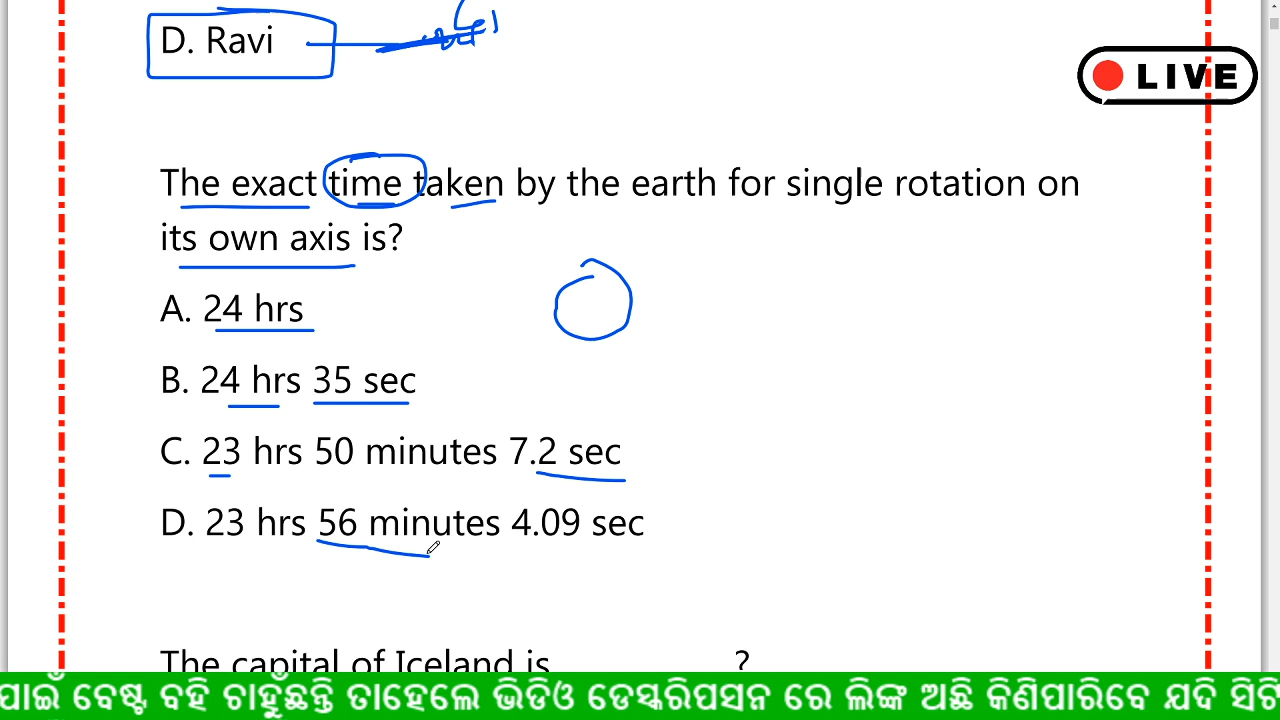 D. Ravi
LIVE
The exact time taken by the earth for single rotation on
its own axis is?
A. 24 hrs
B. 24 hrs 35 sec
C. 23 hrs 50 minutes 7.2 sec
D. 23 hrs 56 minutes 4.09 sec
The capital of Iceland is ?
ପାଇଁ ବେଷ୍ଟ ବହି ଚାହୁଁଛନ୍ତି ତାହେଲେ ଭିଡିଓ ଡେସ୍କରିପସନ ରେ ଲିଙ୍କ ଅଛି କିଣିପାରିବେ ଯଦି ସିଚି